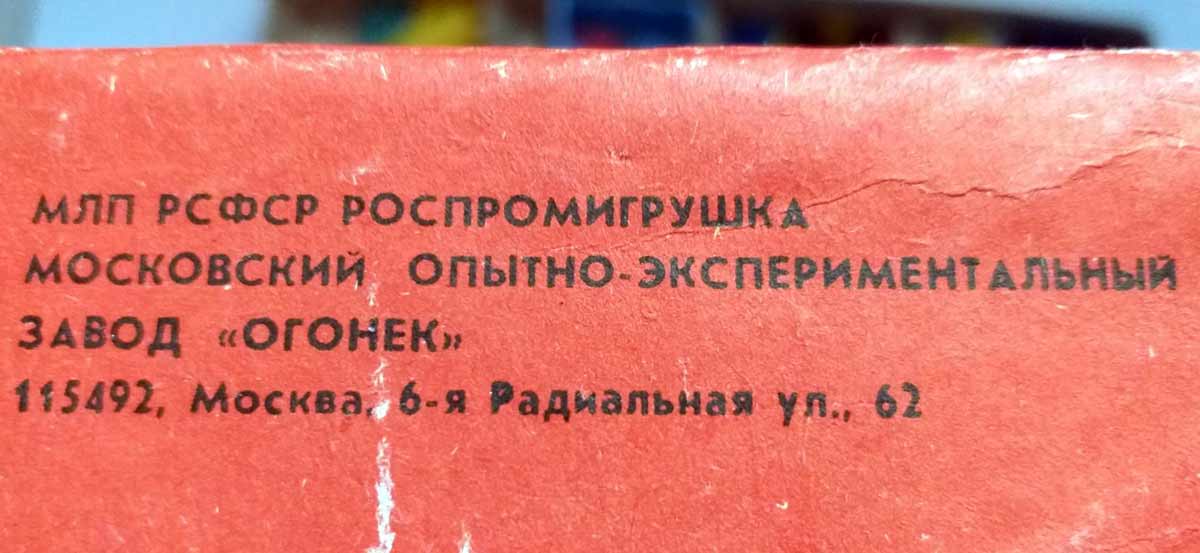 МЛП РСФСР РОСПРОМИГРУШКА
МОСКОВСКИЙ ОПЫТНО-ЭКСПЕРИМЕНТАЛЬНЫЙ
ЗАВОД «ОГОНЕК»
115492, Москва, 6-я Радиальная ул., 62